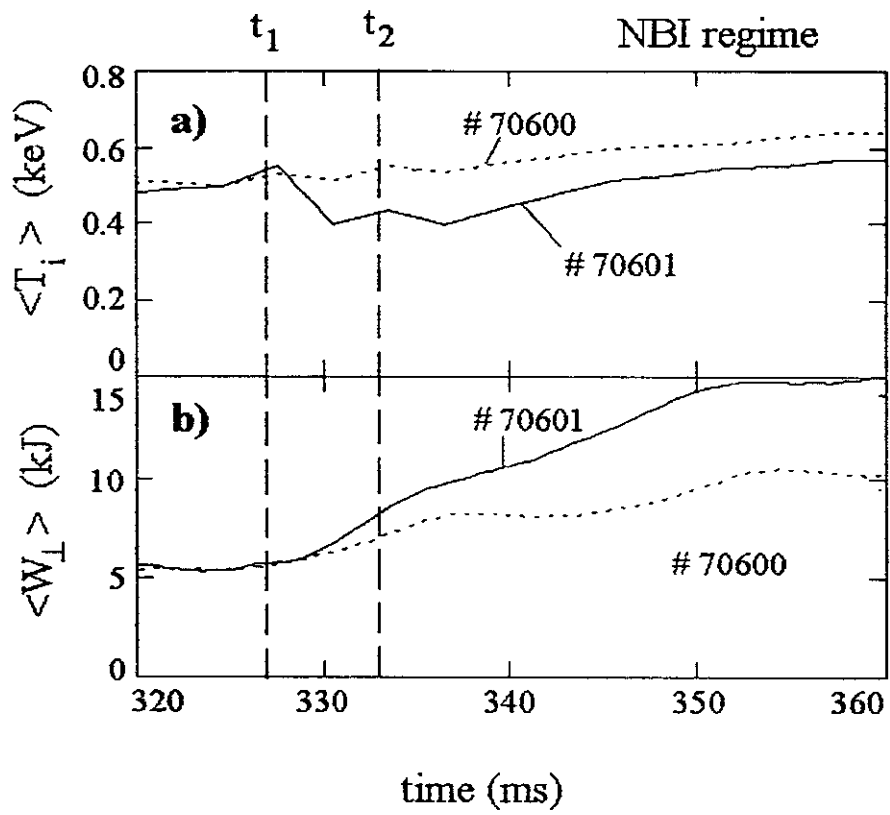 t1 t2 NBI regime
<Ti> (keV)
0.8
0.6
0.4
0.2
0
a)
# 70600
# 70601
<W⊥> (kJ)
15
10
5
0
b)
# 70601
# 70600
320 330 340 350 360
time (ms)